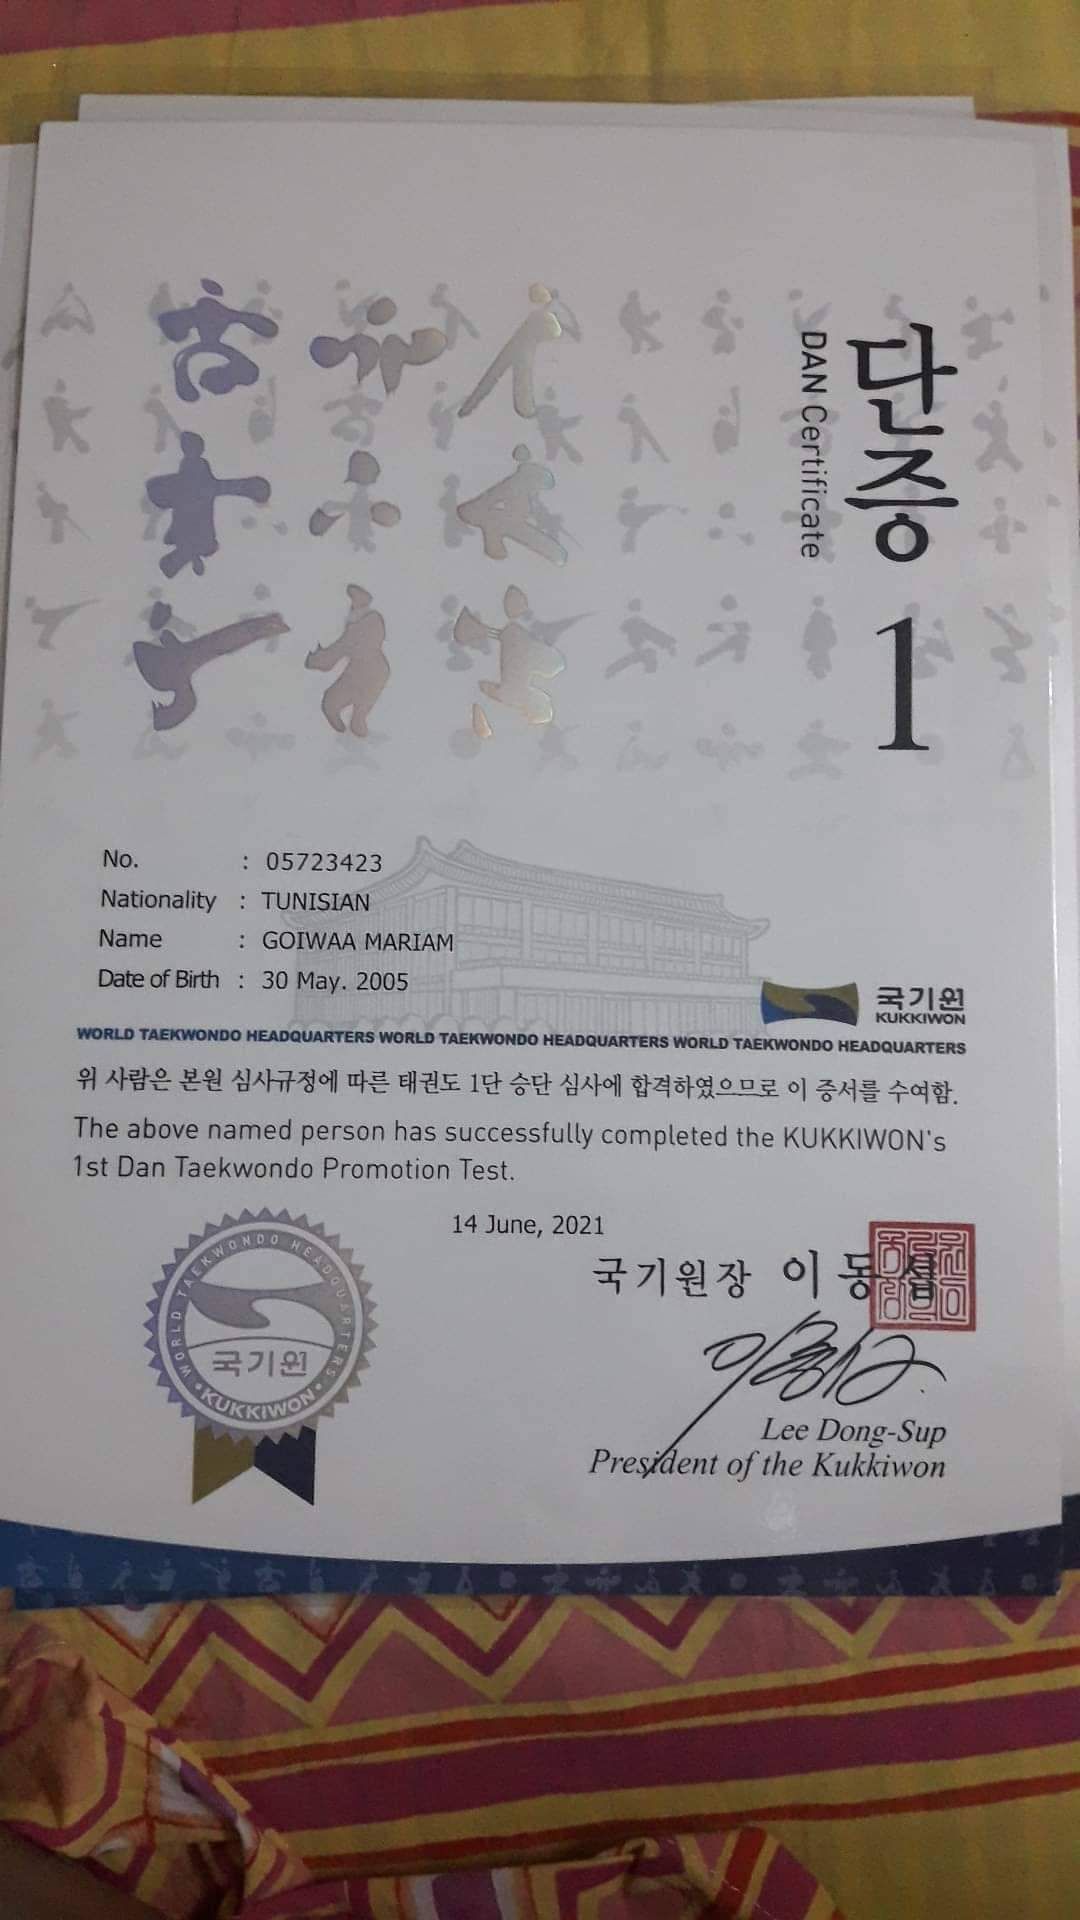 단증 1
DAN Certificate
No. : 05723423
Nationality : TUNISIAN
Name : GOIWAA MARIAM
Date of Birth : 30 May. 2005
국기원
KUKKIWON
WORLD TAEKWONDO HEADQUARTERS WORLD TAEKWONDO HEADQUARTERS WORLD TAEKWONDO HEADQUARTERS
위 사람은 본원 심사규정에 따른 태권도 1단 승단 심사에 합격하였으므로 이 증서를 수여함.
The above named person has successfully completed the KUKKIWON's
1st Dan Taekwondo Promotion Test.
14 June, 2021
국기원장 이동섭
WORLD TAEKWONDO HEADQUARTERS
국기원
KUKKIWON
Lee Dong-Sup
President of the Kukkiwon